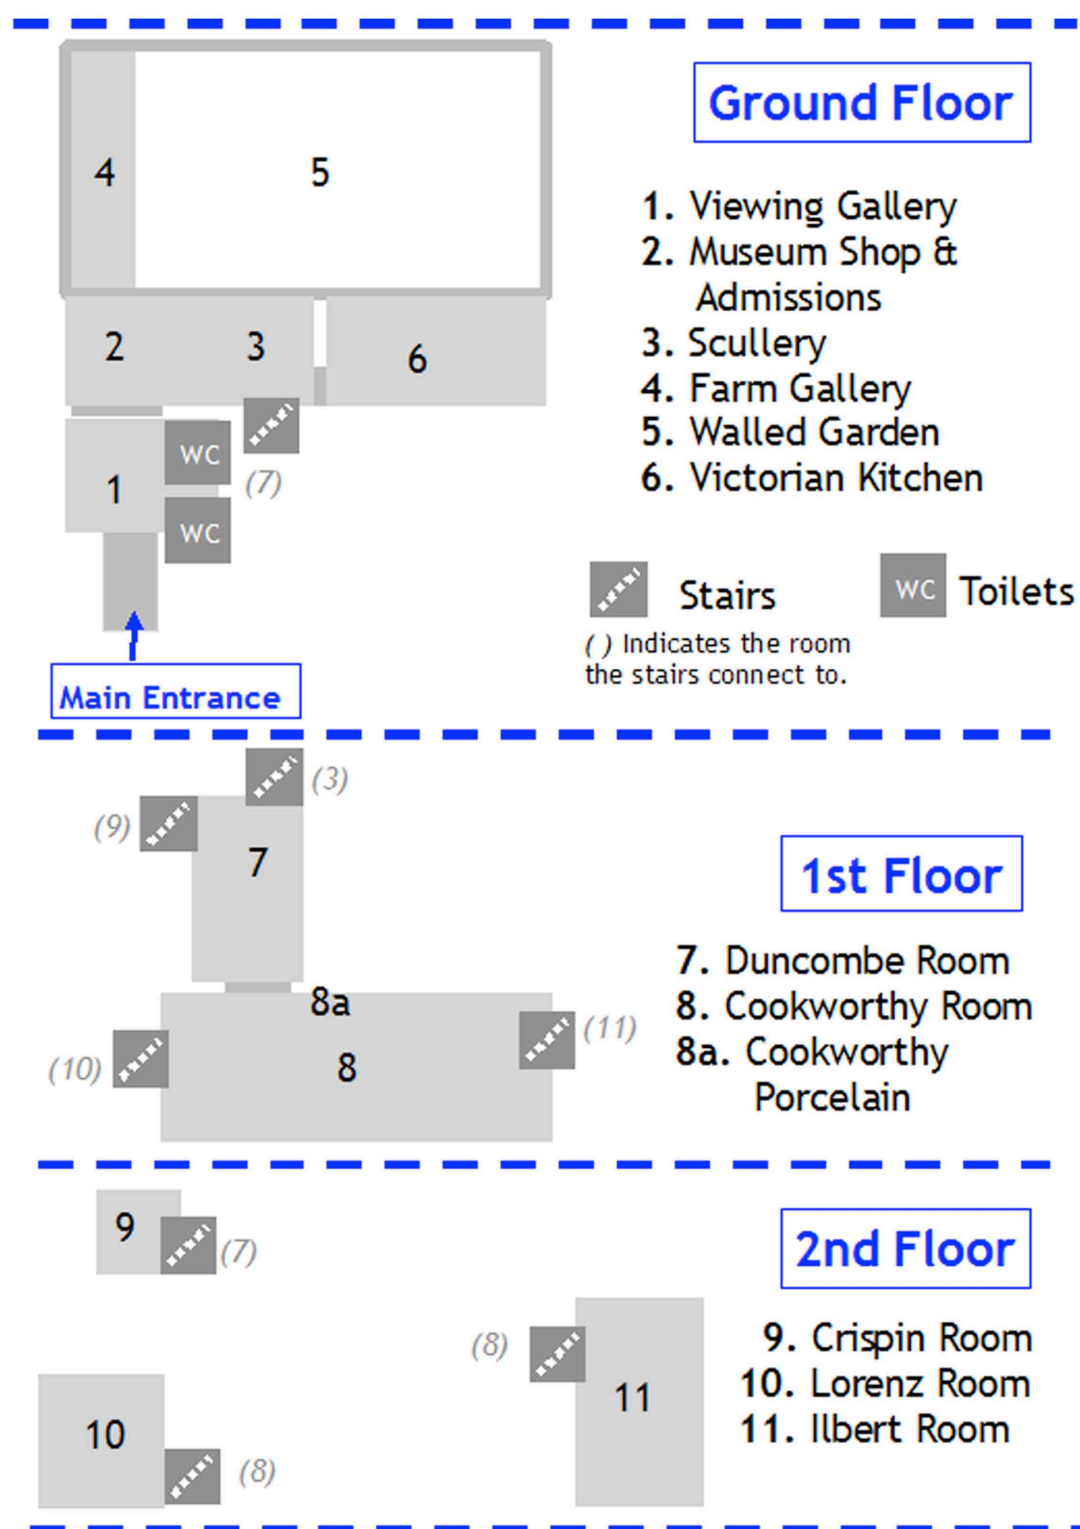 Ground Floor
4
5
1. Viewing Gallery
2. Museum Shop &
Admissions
3. Scullery
4. Farm Gallery
5. Walled Garden
6. Victorian Kitchen
2
3
6
WC
(7)
1
WC
Stairs
WC
Toilets
( ) Indicates the room
the stairs connect to.
Main Entrance
(3)
(9)
7
1st Floor
7. Duncombe Room
8. Cookworthy Room
8a. Cookworthy
Porcelain
8a
(11)
(10)
8
9
(7)
2nd Floor
9. Crispin Room
10. Lorenz Room
11. Ilbert Room
(8)
11
10
(8)